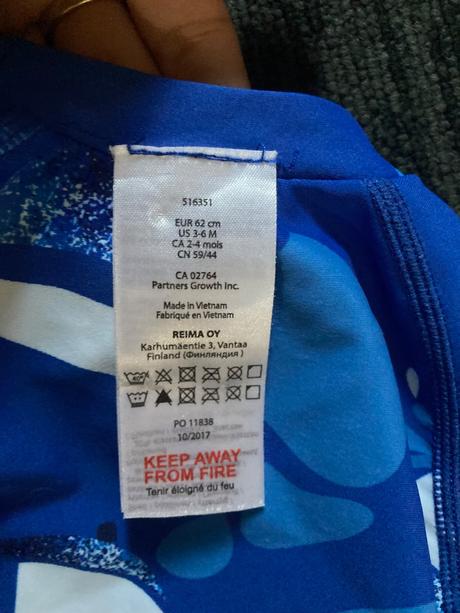 516351
EUR 62 cm
US 3-6 M
CA 2-4 mois
CN 59/44
CA 02764
Partners Growth Inc.
Made in Vietnam
Fabriqué en Vietnam
REIMA OY
Karhumäentie 3, Vantaa
Finland (Финляндия)
PO 11838
10/2017
KEEP AWAY
FROM FIRE
Tenir éloigné du feu